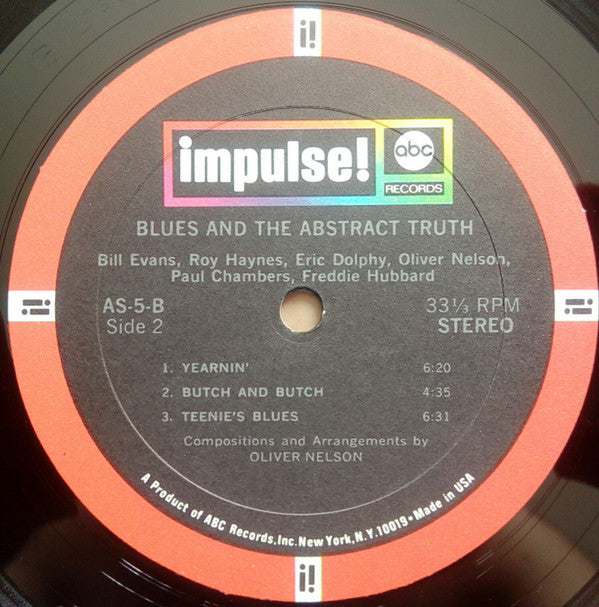 i!
impulse!
abc
RECORDS
BLUES AND THE ABSTRACT TRUTH
Bill Evans, Roy Haynes, Eric Dolphy, Oliver Nelson,
Paul Chambers, Freddie Hubbard
AS-5-B
33⅓ RPM
Side 2
STEREO
i!
i!
1. YEARNIN' 6:20
2. BUTCH AND BUTCH 4:35
3. TEENIE'S BLUES 6:31
Compositions and Arrangements by
OLIVER NELSON
A Product of ABC Records, Inc. New York, N.Y. 10019 • Made in USA
i!